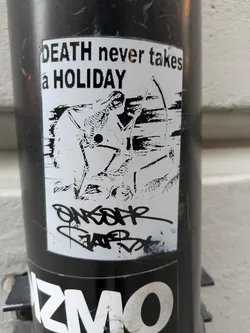 DEATH never takes
a HOLIDAY
IZMO